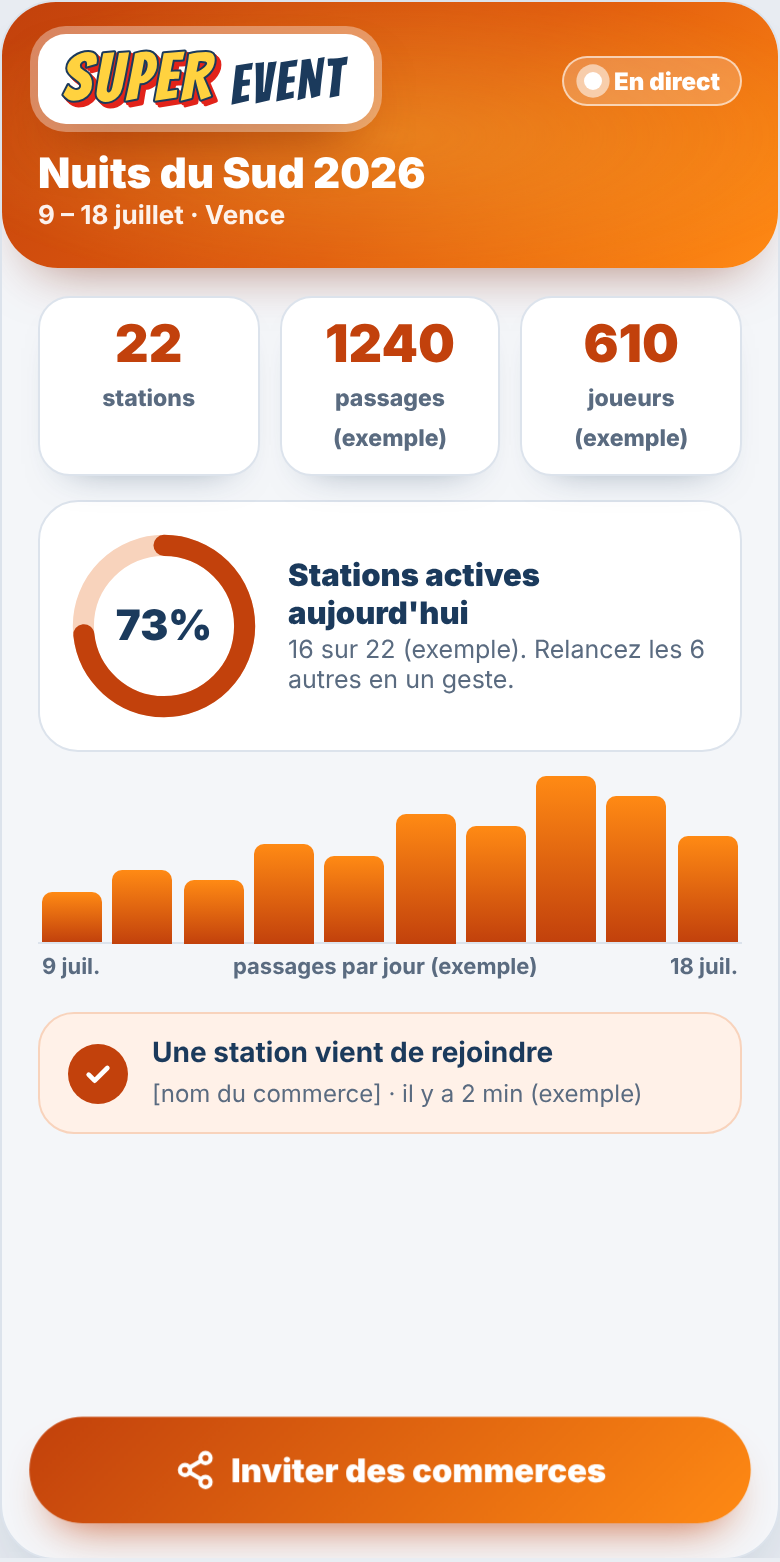 SUPER EVENT
En direct
Nuits du Sud 2026
9 – 18 juillet · Vence
22
stations
1240
passages
(exemple)
610
joueurs
(exemple)
73%
Stations actives
aujourd'hui
16 sur 22 (exemple). Relancez les 6
autres en un geste.
9 juil.
passages par jour (exemple)
18 juil.
Une station vient de rejoindre
[nom du commerce] · il y a 2 min (exemple)
Inviter des commerces